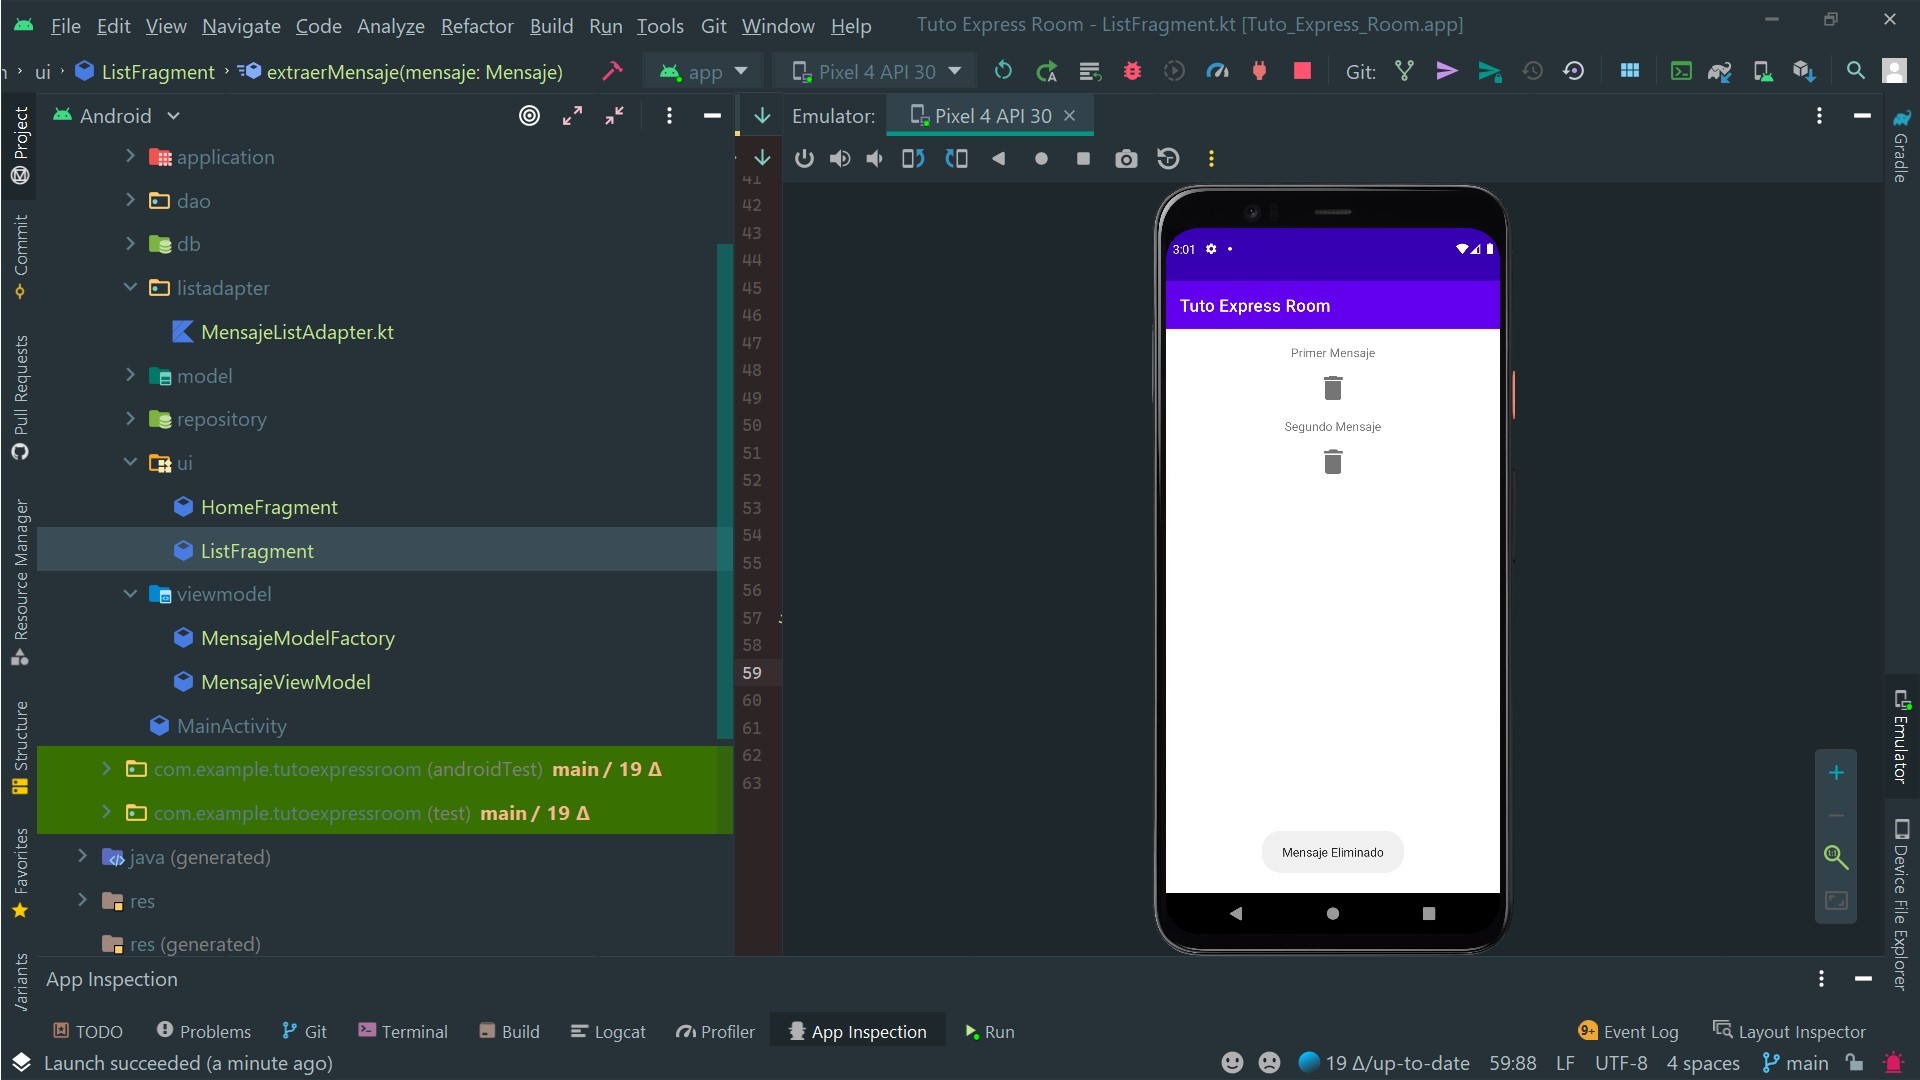 File Edit View Navigate Code Analyze Refactor Build Run Tools Git Window Help Tuto Express Room - ListFragment.kt [Tuto_Express_Room.app]
ui ListFragment extraerMensaje(mensaje: Mensaje) app Pixel 4 API 30 Git:
Android
Emulator: Pixel 4 API 30
application
dao
db
listadapter
MensajeListAdapter.kt
model
repository
ui
HomeFragment
ListFragment
viewmodel
MensajeModelFactory
MensajeViewModel
MainActivity
com.example.tutoexpressroom (androidTest) main / 19 Δ
com.example.tutoexpressroom (test) main / 19 Δ
java (generated)
res
res (generated)
Project
Commit
Pull Requests
Resource Manager
Structure
Favorites
41
42
43
44
45
46
47
48
49
50
51
52
53
54
55
56
57
58
59
60
61
62
63
3:01
Tuto Express Room
Primer Mensaje
Segundo Mensaje
Mensaje Eliminado
Gradle
Emulator
Device File Explorer
App Inspection
TODO Problems Git Terminal Build Logcat Profiler App Inspection Run 9+ Event Log Layout Inspector
Launch succeeded (a minute ago) 19 Δ/up-to-date 59:88 LF UTF-8 4 spaces main